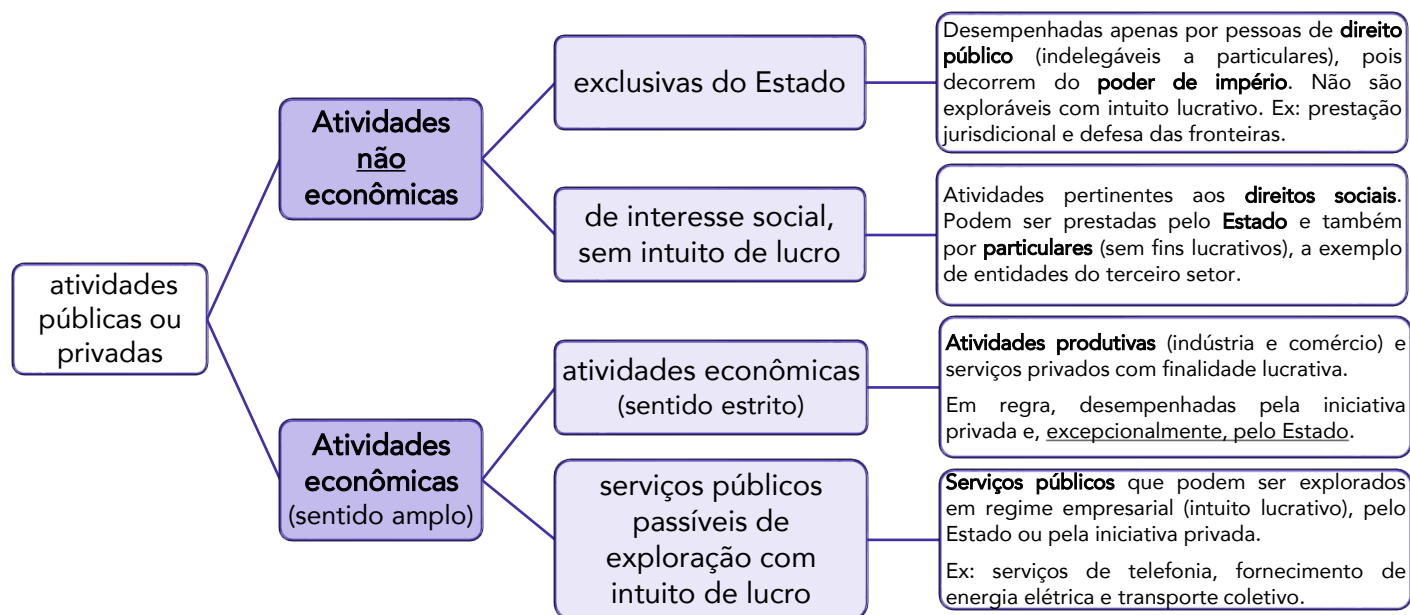 atividades
públicas ou
privadas
Atividades
não
econômicas
exclusivas do Estado
Desempenhadas apenas por pessoas de direito
público (indelegáveis a particulares), pois
decorrem do poder de império. Não são
exploráveis com intuito lucrativo. Ex: prestação
jurisdicional e defesa das fronteiras.
de interesse social,
sem intuito de lucro
Atividades pertinentes aos direitos sociais.
Podem ser prestadas pelo Estado e também
por particulares (sem fins lucrativos), a exemplo
de entidades do terceiro setor.
Atividades
econômicas
(sentido amplo)
atividades econômicas
(sentido estrito)
Atividades produtivas (indústria e comércio) e
serviços privados com finalidade lucrativa.
Em regra, desempenhadas pela iniciativa
privada e, excepcionalmente, pelo Estado.
serviços públicos
passíveis de
exploração com
intuito de lucro
Serviços públicos que podem ser explorados
em regime empresarial (intuito lucrativo), pelo
Estado ou pela iniciativa privada.
Ex: serviços de telefonia, fornecimento de
energia elétrica e transporte coletivo.